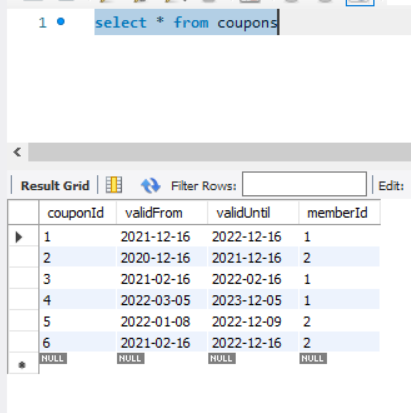 1 select * from coupons
Result Grid Filter Rows: Edit:
couponId validFrom validUntil memberId
1 2021-12-16 2022-12-16 1
2 2020-12-16 2021-12-16 2
3 2021-02-16 2022-02-16 1
4 2022-03-05 2023-12-05 1
5 2022-01-08 2022-12-09 2
6 2021-02-16 2022-12-16 2
NULL NULL NULL NULL